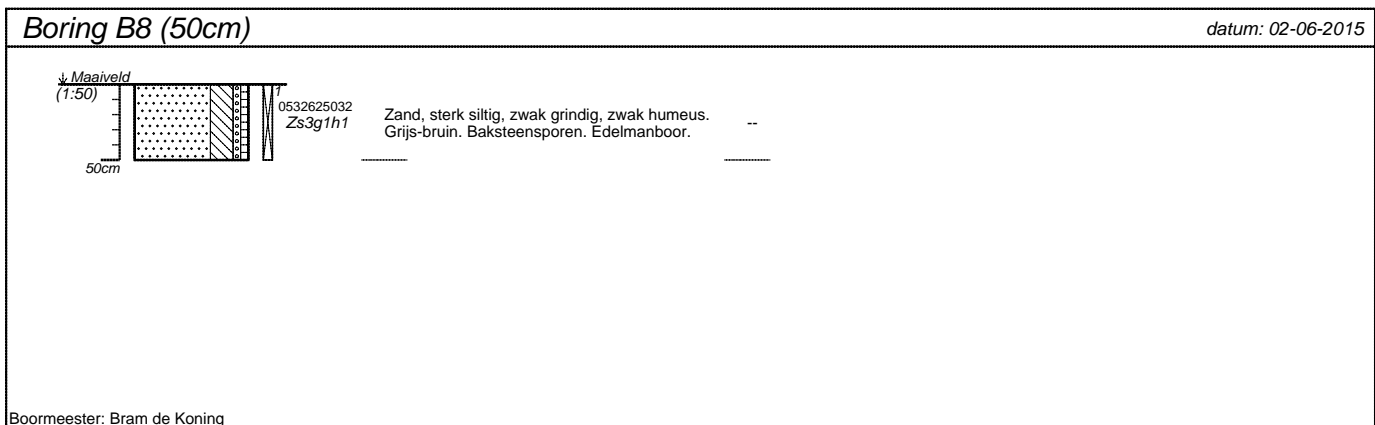 Boring B8 (50cm)
datum: 02-06-2015
Maaiveld
(1:50)
1
0532625032
Zs3g1h1
Zand, sterk siltig, zwak grindig, zwak humeus.
Grijs-bruin. Baksteensporen. Edelmanboor.
--
50cm
Boormeester: Bram de Koning